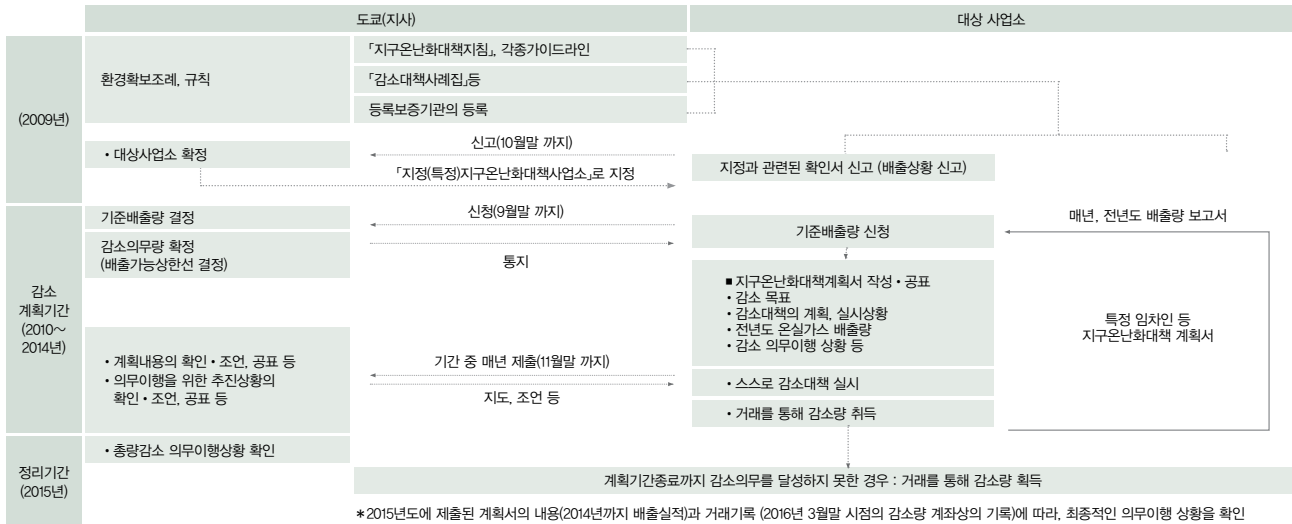 도쿄(지사)
대상 사업소
(2009년)
환경확보조례, 규칙
「지구온난화대책지침」, 각종가이드라인
「감소대책사례집」등
등록보증기관의 등록
• 대상사업소 확정
신고(10월말 까지)
「지정(특정)지구온난화대책사업소」로 지정
지정과 관련된 확인서 신고 (배출상황 신고)
감소
계획기간
(2010~
2014년)
기준배출량 결정
신청(9월말 까지)
기준배출량 신청
매년, 전년도 배출량 보고서
감소의무량 확정
(배출가능상한선 결정)
통지
■ 지구온난화대책계획서 작성 • 공표
• 감소 목표
• 감소대책의 계획, 실시상황
• 전년도 온실가스 배출량
• 감소 의무이행 상황 등
특정 임차인 등
지구온난화대책 계획서
• 계획내용의 확인 • 조언, 공표 등
• 의무이행을 위한 추진상황의
확인 • 조언, 공표 등
기간 중 매년 제출(11월말 까지)
지도, 조언 등
• 스스로 감소대책 실시
• 거래를 통해 감소량 취득
정리기간
(2015년)
• 총량감소 의무이행상황 확인
계획기간종료까지 감소의무를 달성하지 못한 경우 : 거래를 통해 감소량 획득
*2015년도에 제출된 계획서의 내용(2014년까지 배출실적)과 거래기록 (2016년 3월말 시점의 감소량 계좌상의 기록)에 따라, 최종적인 의무이행 상황을 확인